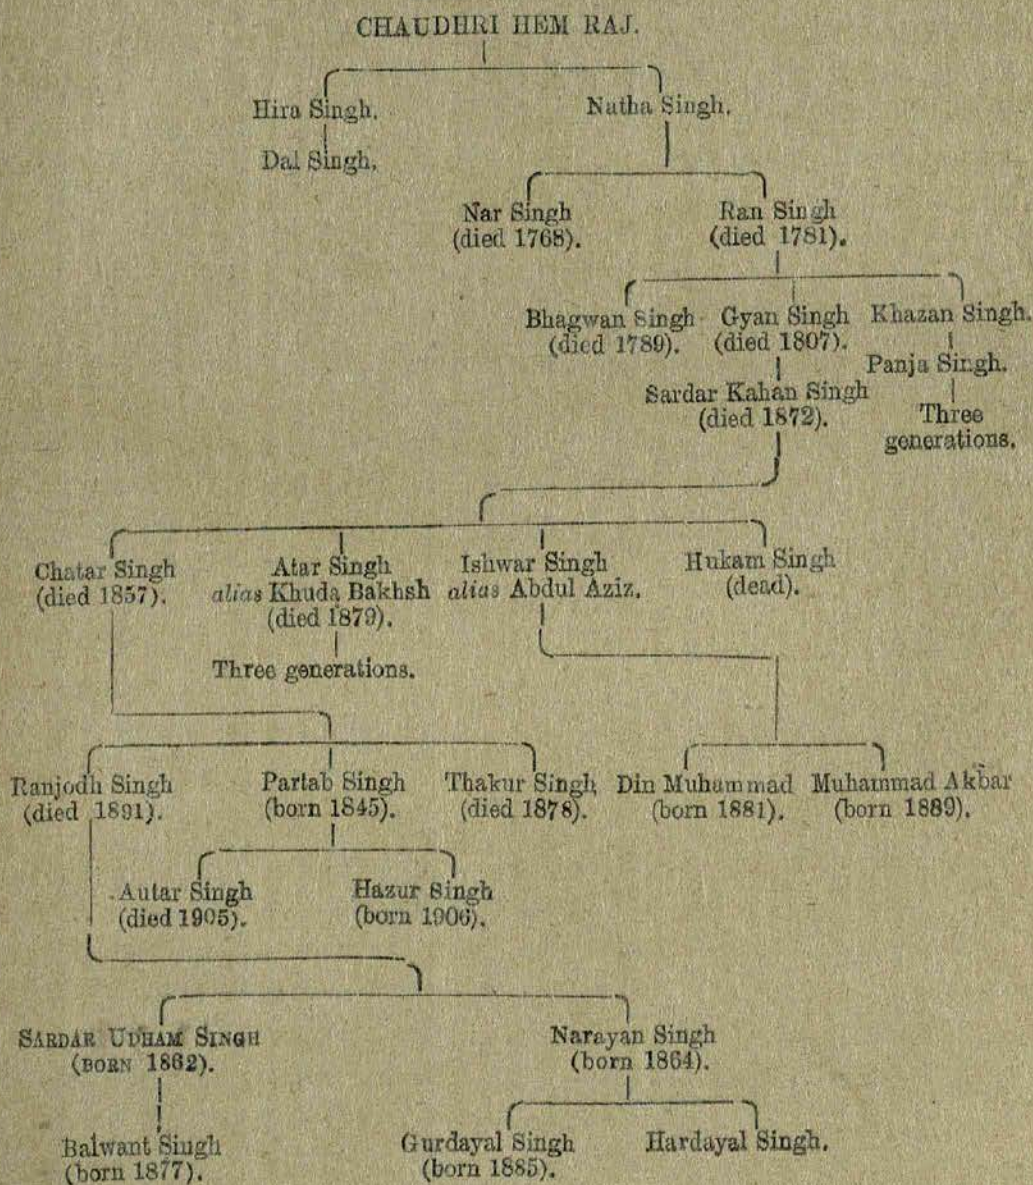 CHAUDHRI HEM RAJ.
Hira Singh.
Natha Singh.
Dal Singh.
Nar Singh
(died 1768).
Ran Singh
(died 1781).
Bhagwan Singh
(died 1789).
Gyan Singh
(died 1807).
Khazan Singh.
Panja Singh.
Sardar Kahan Singh
(died 1872).
Three
generations.
Chatar Singh
(died 1857).
Atar Singh
alias Khuda Bakhsh
(died 1879).
Ishwar Singh
alias Abdul Aziz.
Hukam Singh
(dead).
Three generations.
Ranjodh Singh
(died 1891).
Partab Singh
(born 1845).
Thakur Singh
(died 1878).
Din Muhammad
(born 1881).
Muhammad Akbar
(born 1889).
Autar Singh
(died 1905).
Hazur Singh
(born 1906).
SARDAR UDHAM SINGH
(BORN 1862).
Narayan Singh
(born 1864).
Balwant Singh
(born 1877).
Gurdayal Singh
(born 1885).
Hardayal Singh.